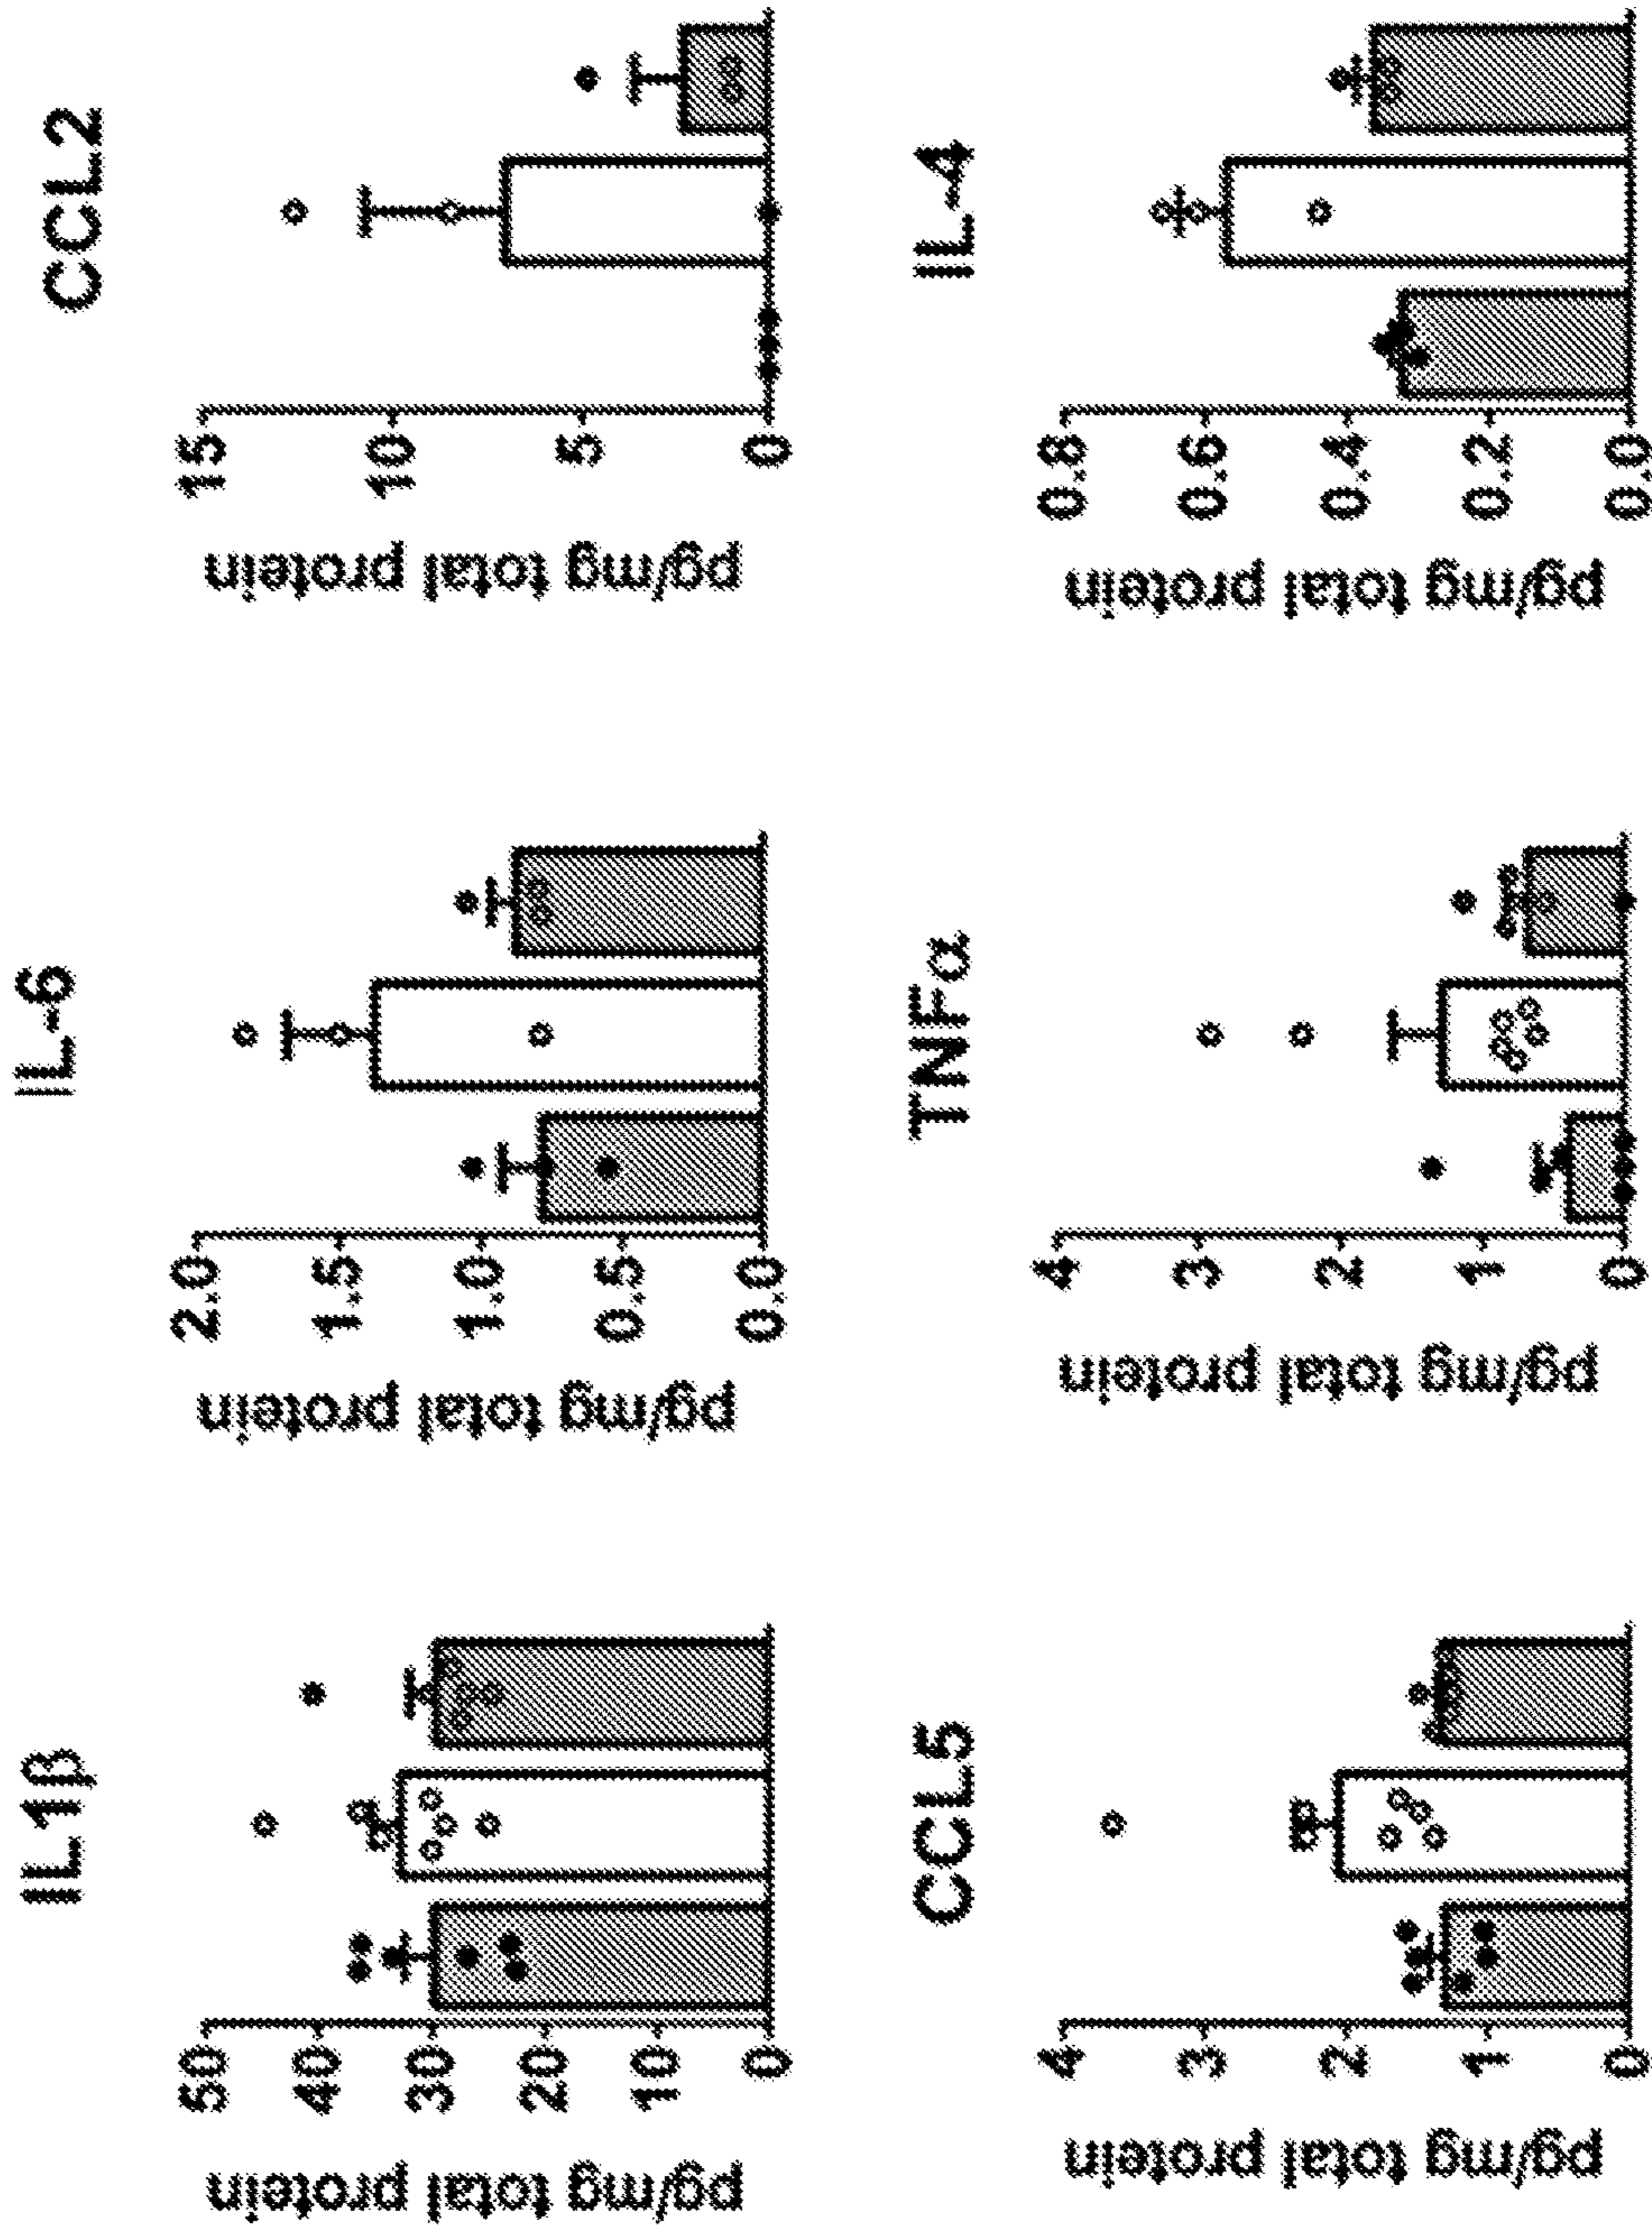 IL1β
pg/mg total protein
50
40
30
20
10
0
IL-6
pg/mg total protein
2.0
1.5
1.0
0.5
0.0
CCL2
pg/mg total protein
15
10
5
0
CCL5
pg/mg total protein
4
3
2
1
0
TNFα
pg/mg total protein
4
3
2
1
0
IL-4
pg/mg total protein
0.8
0.6
0.4
0.2
0.0